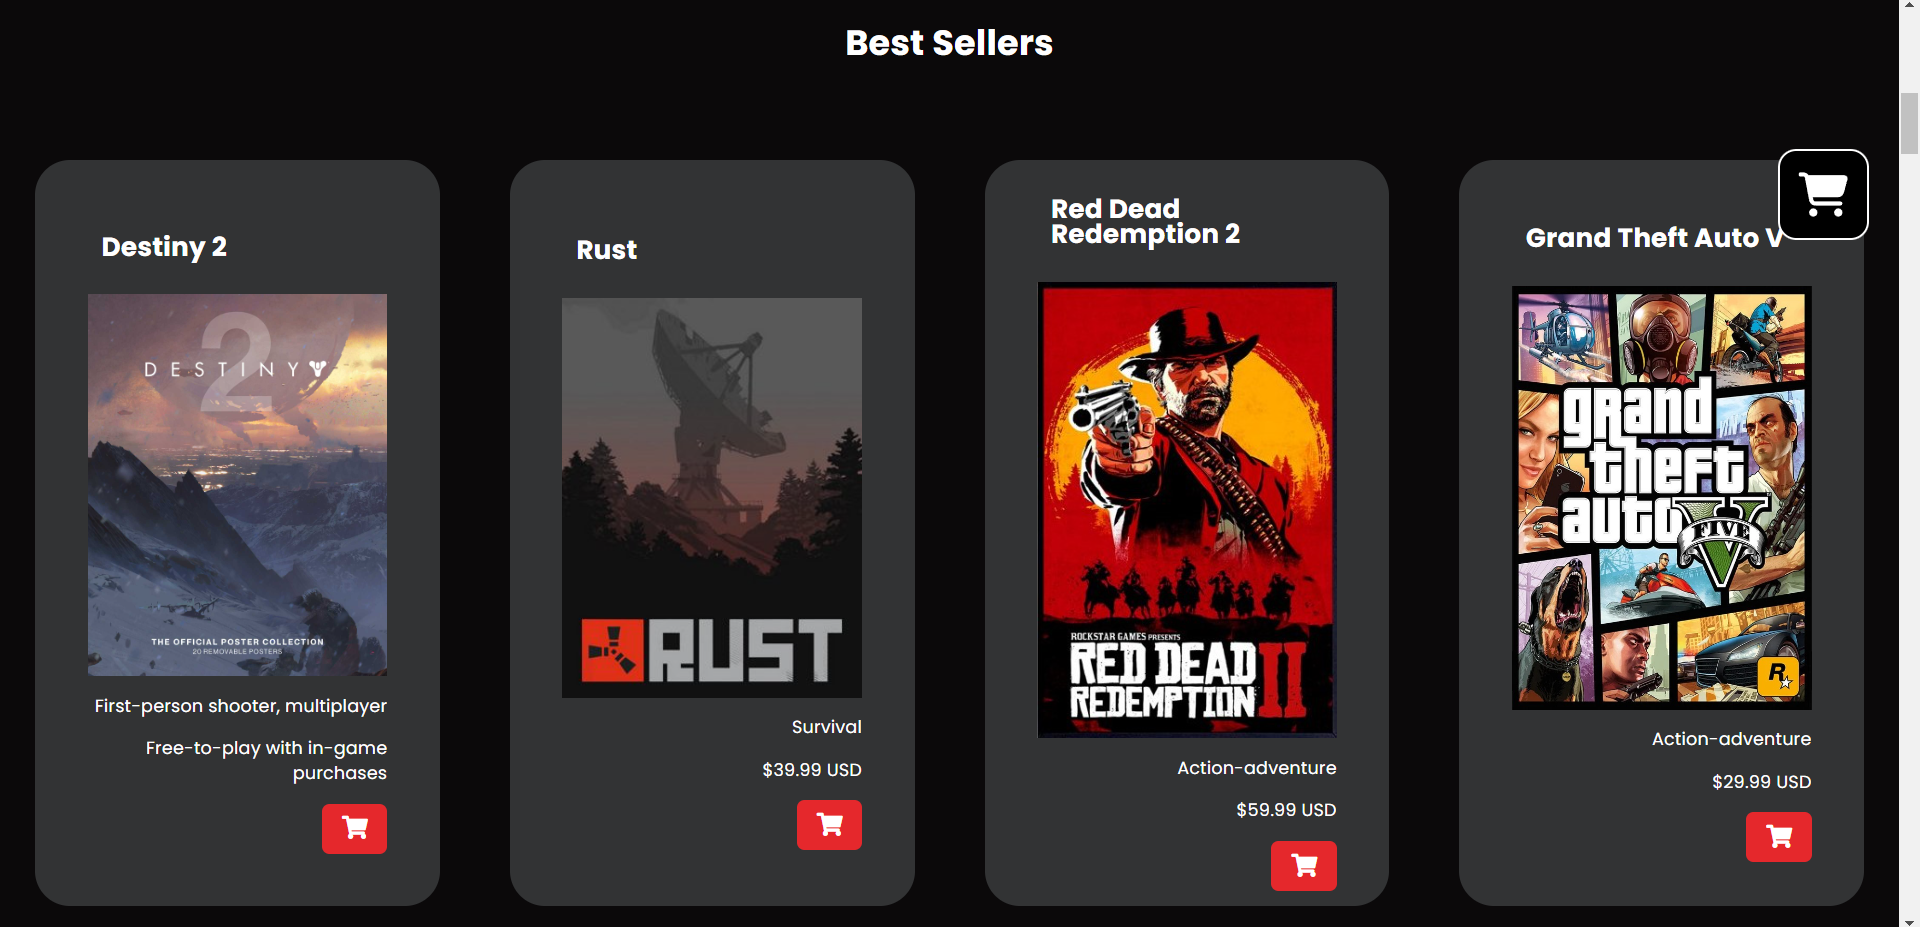 Best Sellers
Destiny 2
2
DESTINY
THE OFFICIAL POSTER COLLECTION
20 REMOVABLE POSTERS
First-person shooter, multiplayer
Free-to-play with in-game
purchases
Rust
RUST
Survival
$39.99 USD
Red Dead
Redemption 2
ROCKSTAR GAMES PRESENTS
RED DEAD
REDEMPTION II
Action-adventure
$59.99 USD
Grand Theft Auto V
grand
theft
auto V
FIVE
R
Action-adventure
$29.99 USD